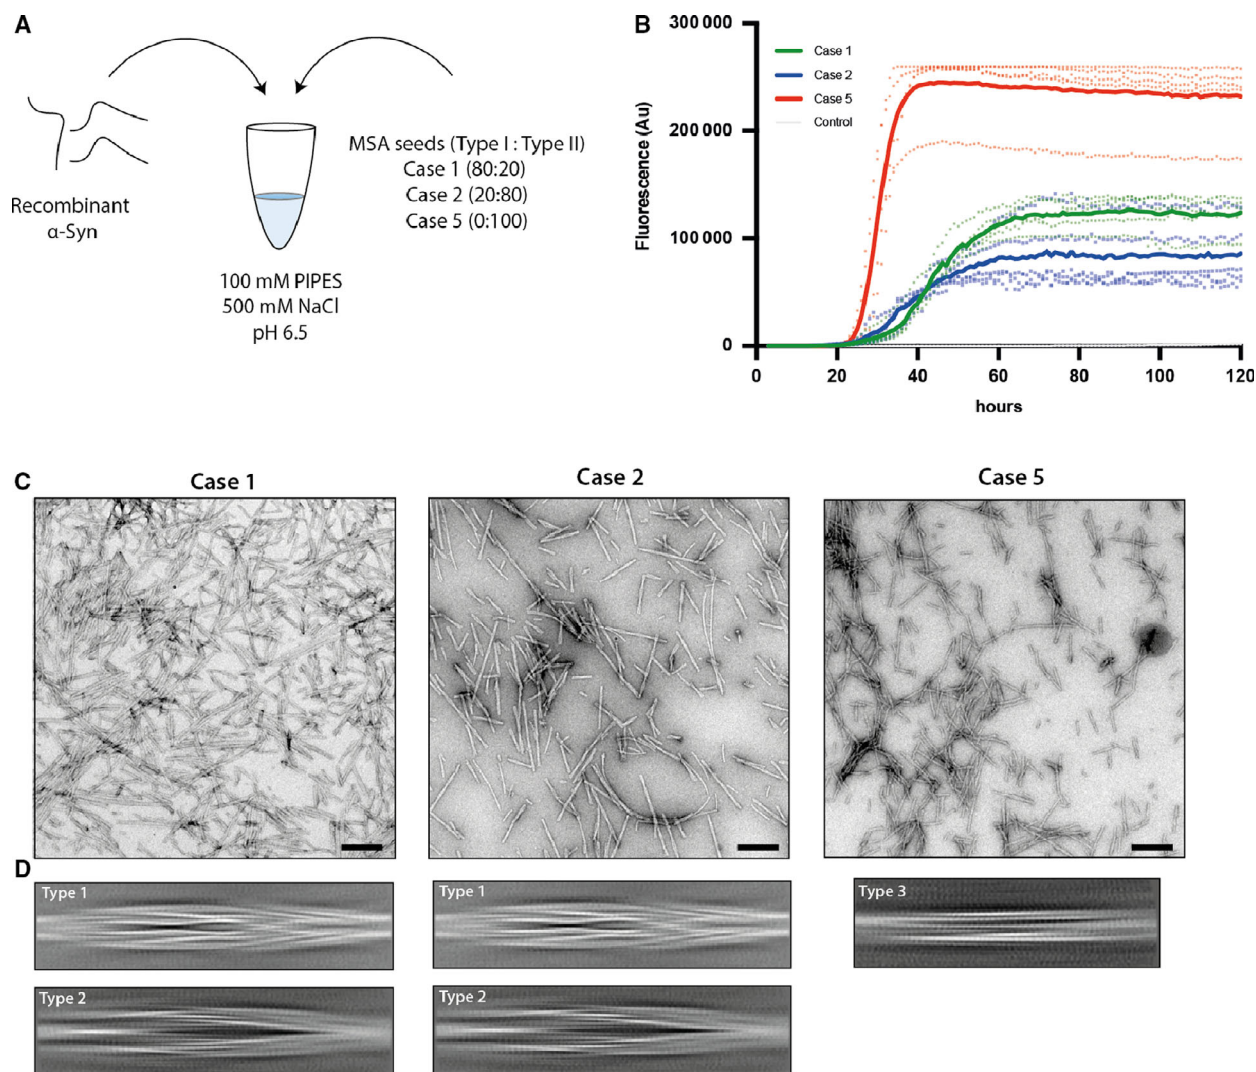 A
Recombinant
α-Syn
100 mM PIPES
500 mM NaCl
pH 6.5
MSA seeds (Type I : Type II)
Case 1 (80:20)
Case 2 (20:80)
Case 5 (0:100)
B
Fluorescence (Au)
300 000
200 000
100 000
0
0 20 40 60 80 100 120
hours
Case 1
Case 2
Case 5
Control
C
Case 1
Case 2
Case 5
D
Type 1
Type 1
Type 3
Type 2
Type 2